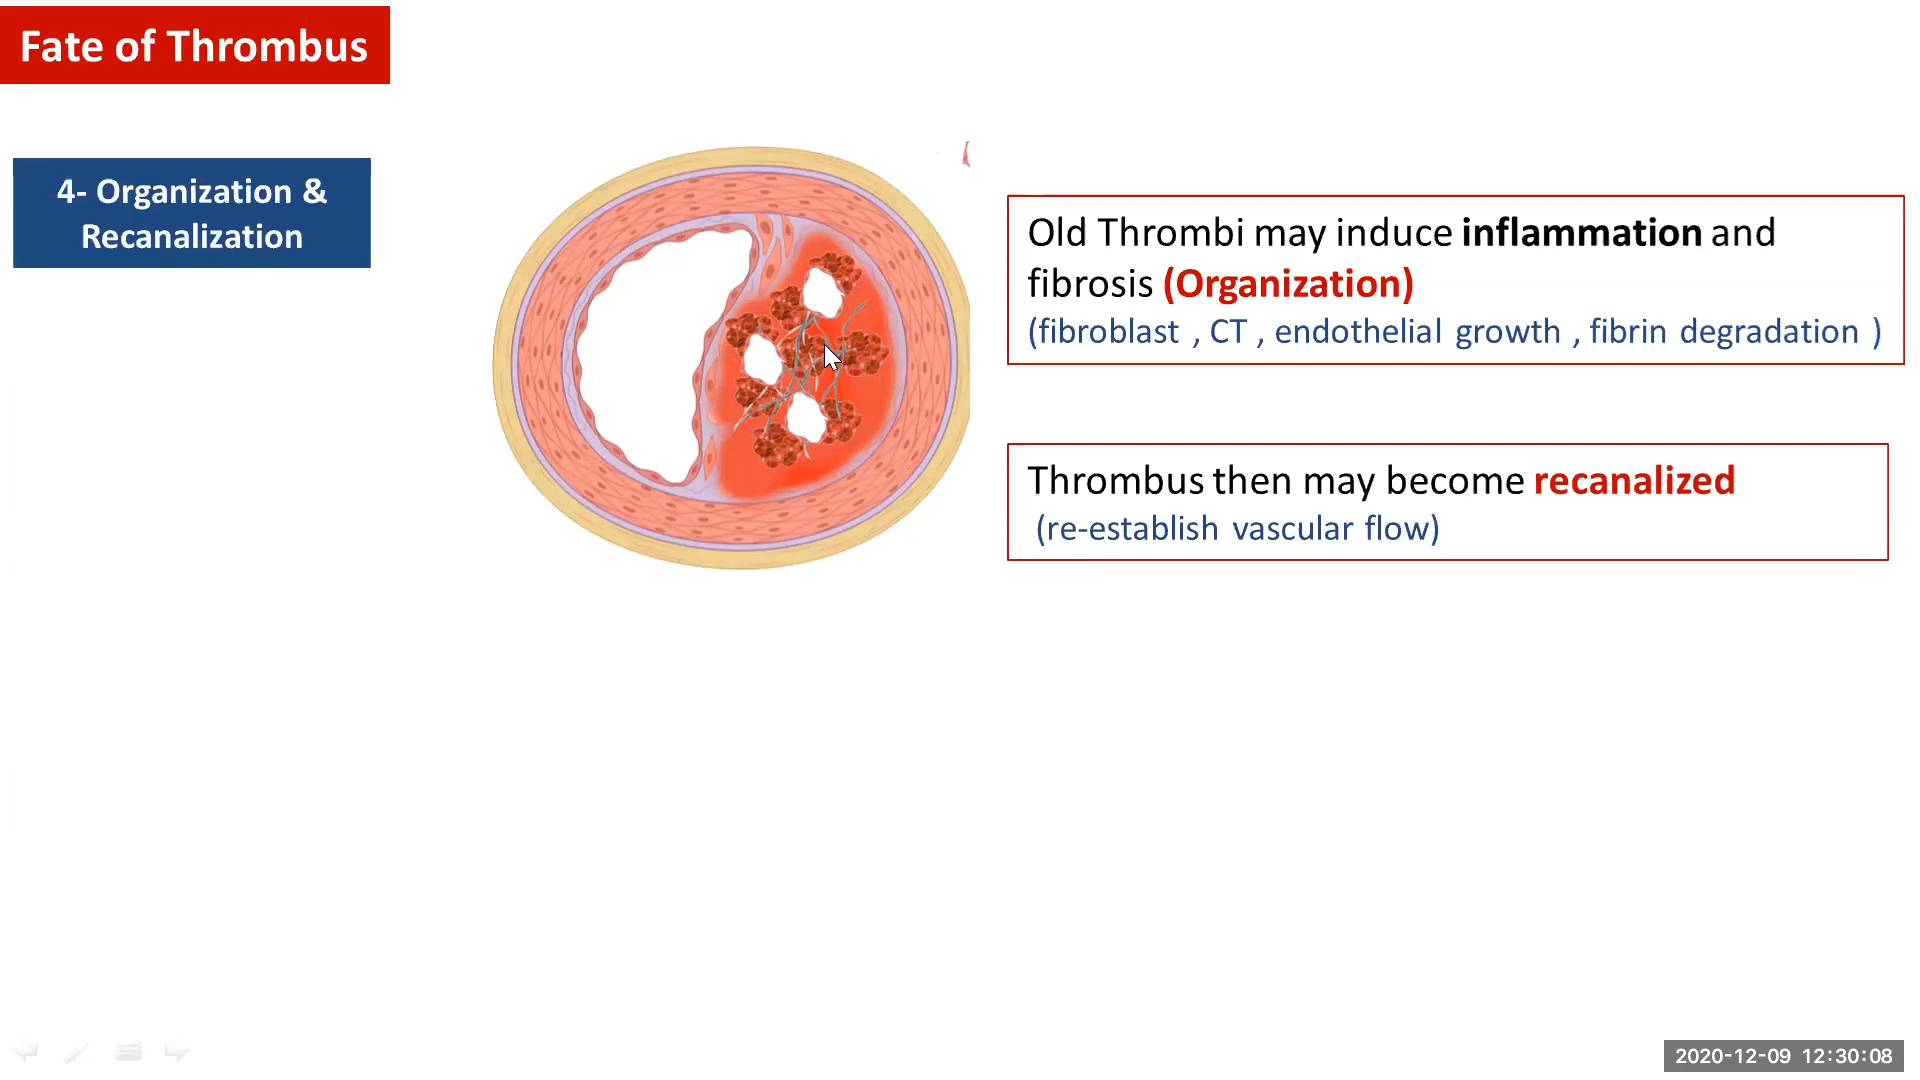 Fate of Thrombus
4- Organization &
Recanalization
Old Thrombi may induce inflammation and
fibrosis (Organization)
(fibroblast , CT , endothelial growth , fibrin degradation )
Thrombus then may become recanalized
(re-establish vascular flow)
2020-12-09 12:30:08